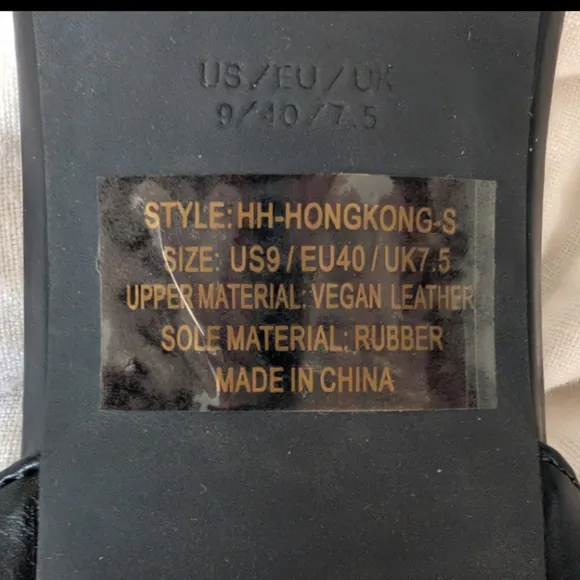 US/EU/UK
9/40/7.5
STYLE: HH-HONGKONG-S
SIZE: US9 / EU40 / UK7.5
UPPER MATERIAL: VEGAN LEATHER
SOLE MATERIAL: RUBBER
MADE IN CHINA